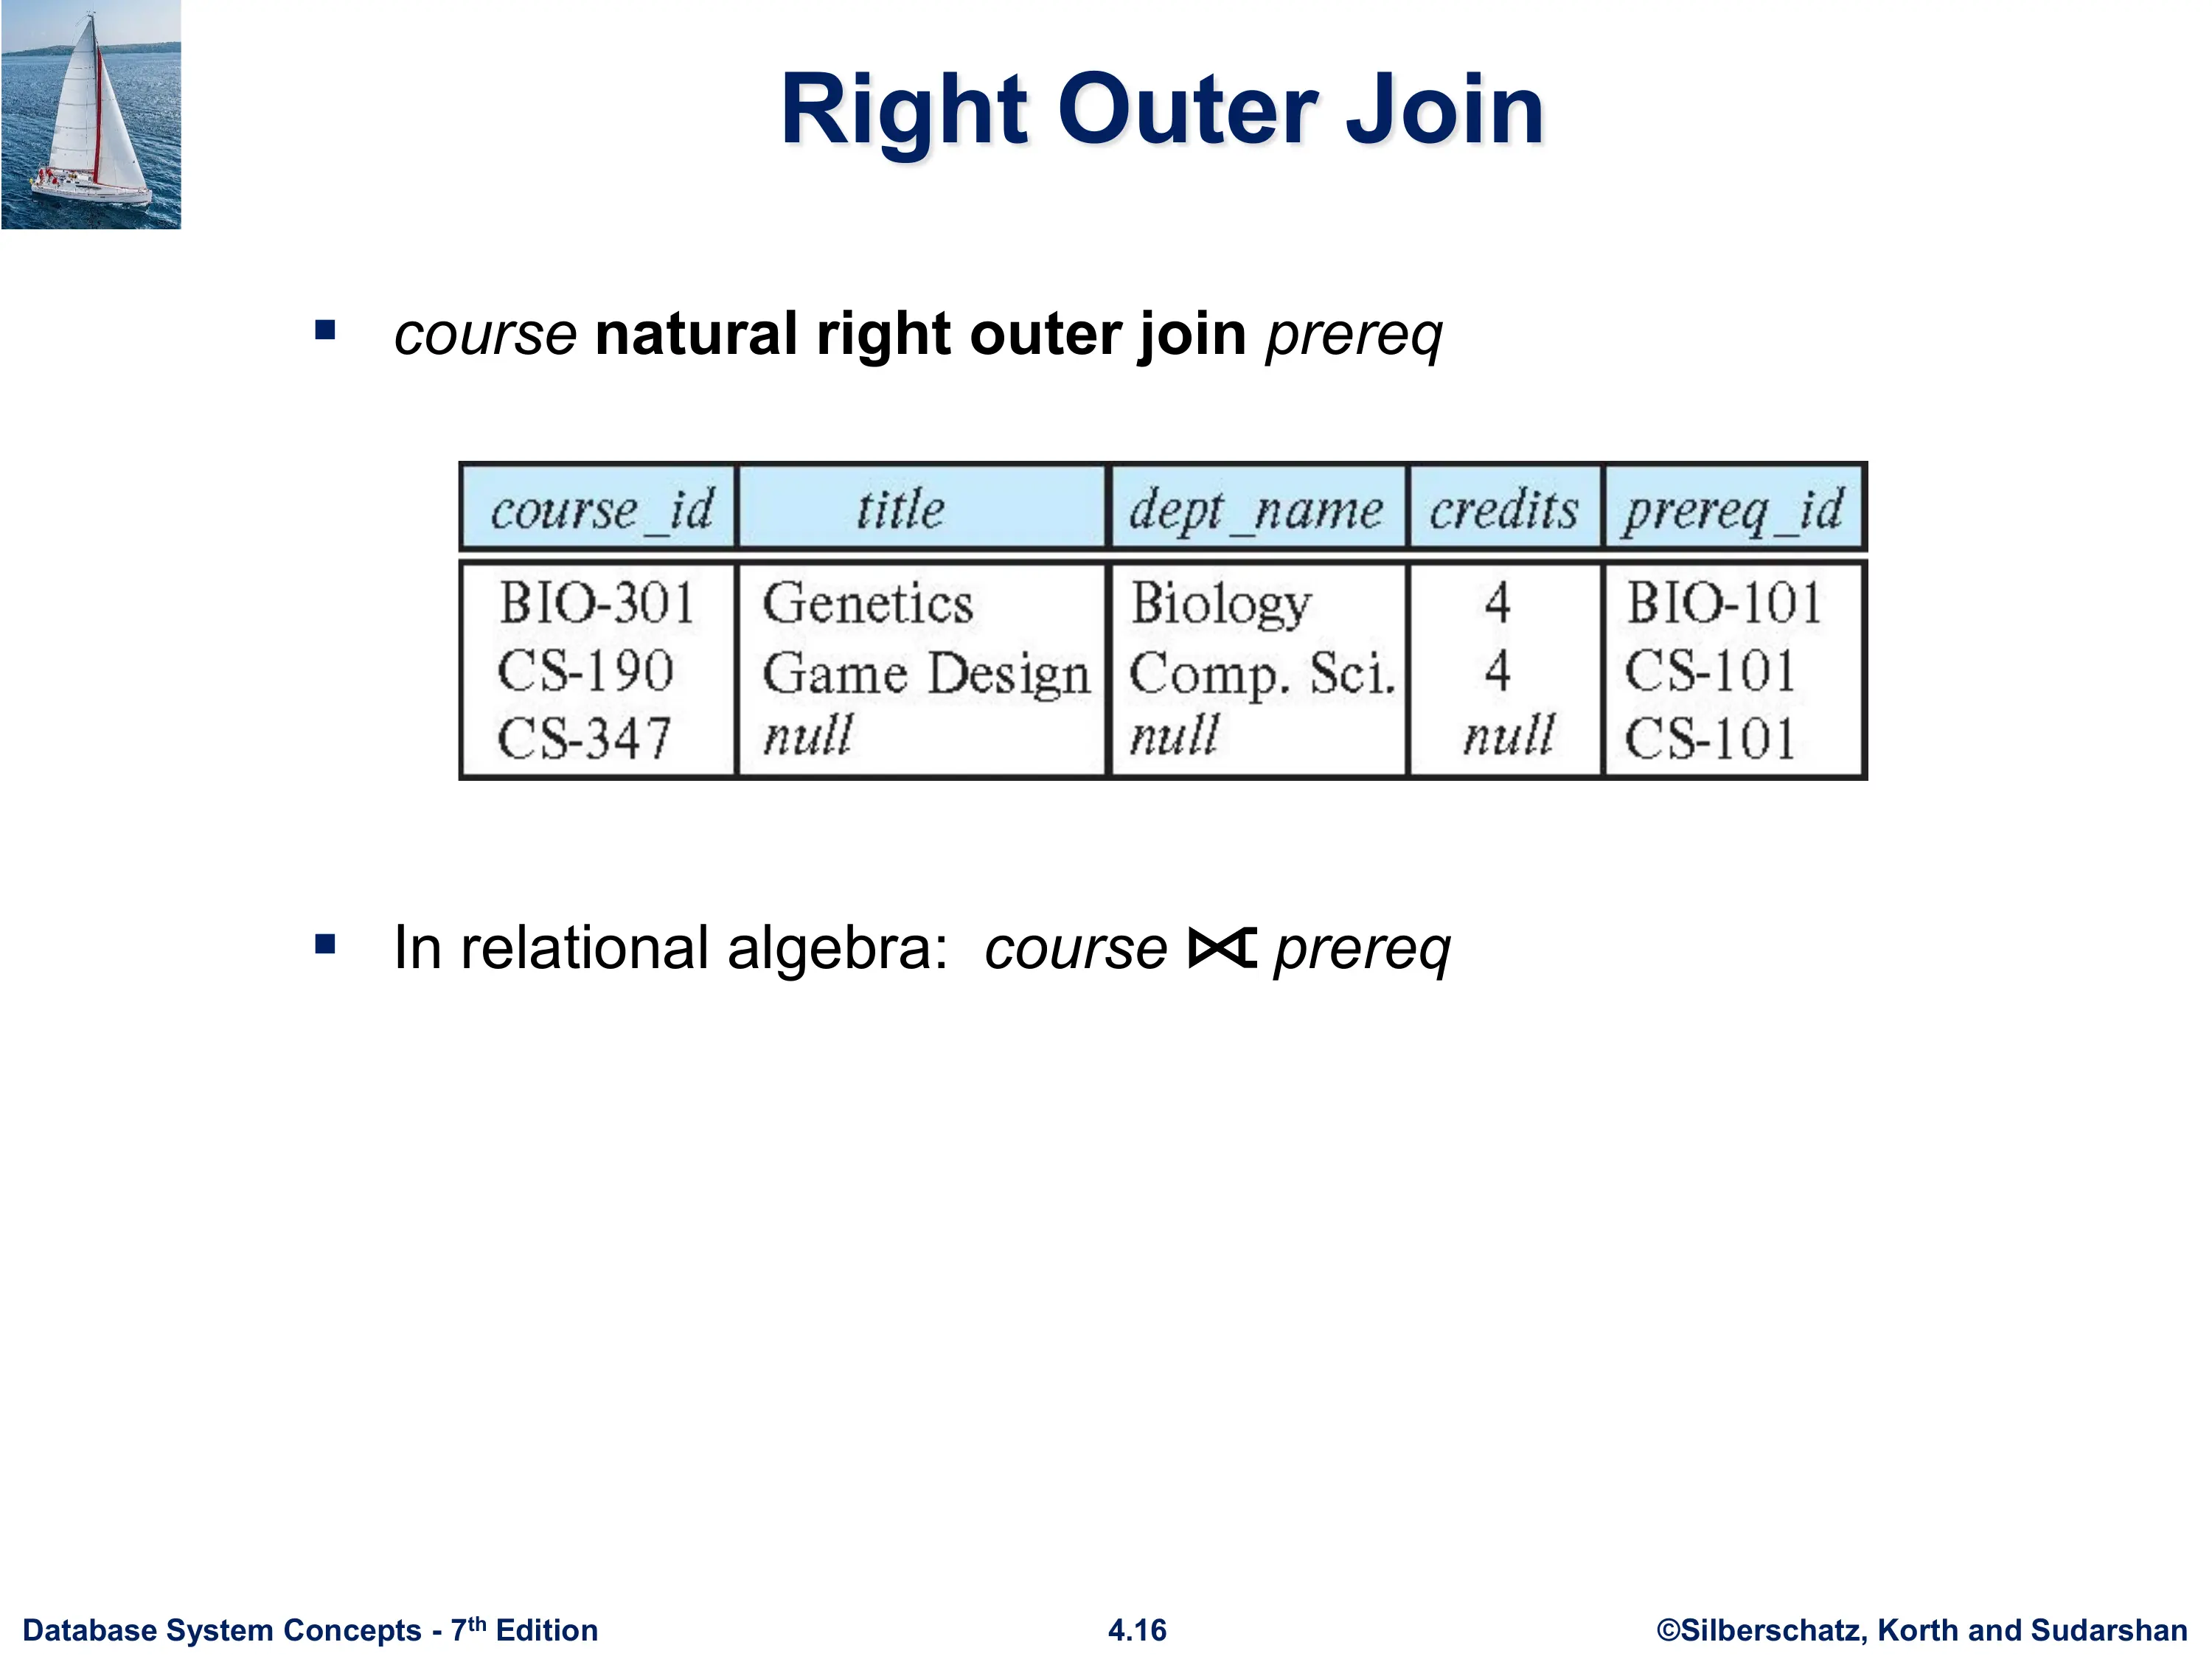 Right Outer Join
▪ course natural right outer join prereq
course_id title dept_name credits prereq_id
BIO-301 Genetics Biology 4 BIO-101
CS-190 Game Design Comp. Sci. 4 CS-101
CS-347 null null null CS-101
▪ In relational algebra: course ⟖ prereq
Database System Concepts - 7th Edition 4.16 ©Silberschatz, Korth and Sudarshan